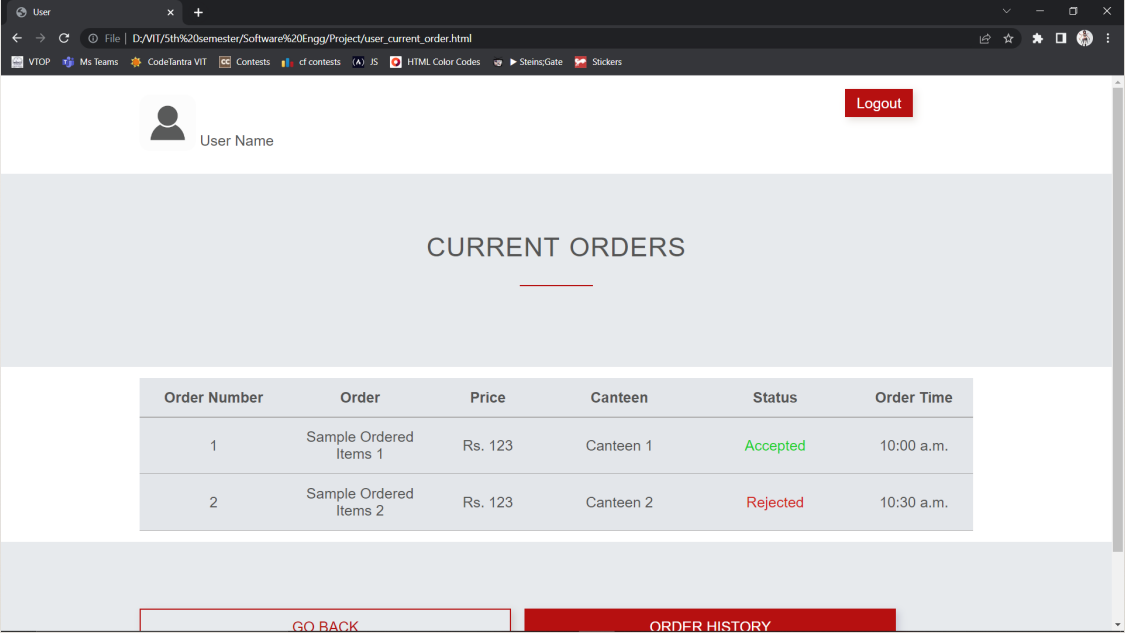 User
File | D:/VIT/5th%20semester/Software%20Engg/Project/user_current_order.html
VTOP Ms Teams CodeTantra VIT CC Contests cf contests (A) JS HTML Color Codes ▶ Steins;Gate Stickers
Logout
User Name
CURRENT ORDERS
Order Number Order Price Canteen Status Order Time
1 Sample Ordered Items 1 Rs. 123 Canteen 1 Accepted 10:00 a.m.
2 Sample Ordered Items 2 Rs. 123 Canteen 2 Rejected 10:30 a.m.
GO BACK ORDER HISTORY